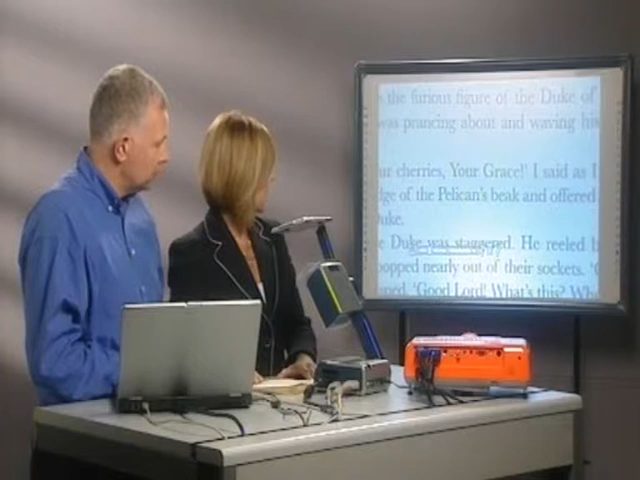 the furious figure of the Duke of
was prancing about and waving his
ur cherries, Your Grace!' I said as I
dge of the Pelican's beak and offered
Duke.
e Duke was staggered. He reeled b
popped nearly out of their sockets. 'G
'Good Lord! What's this? Wh